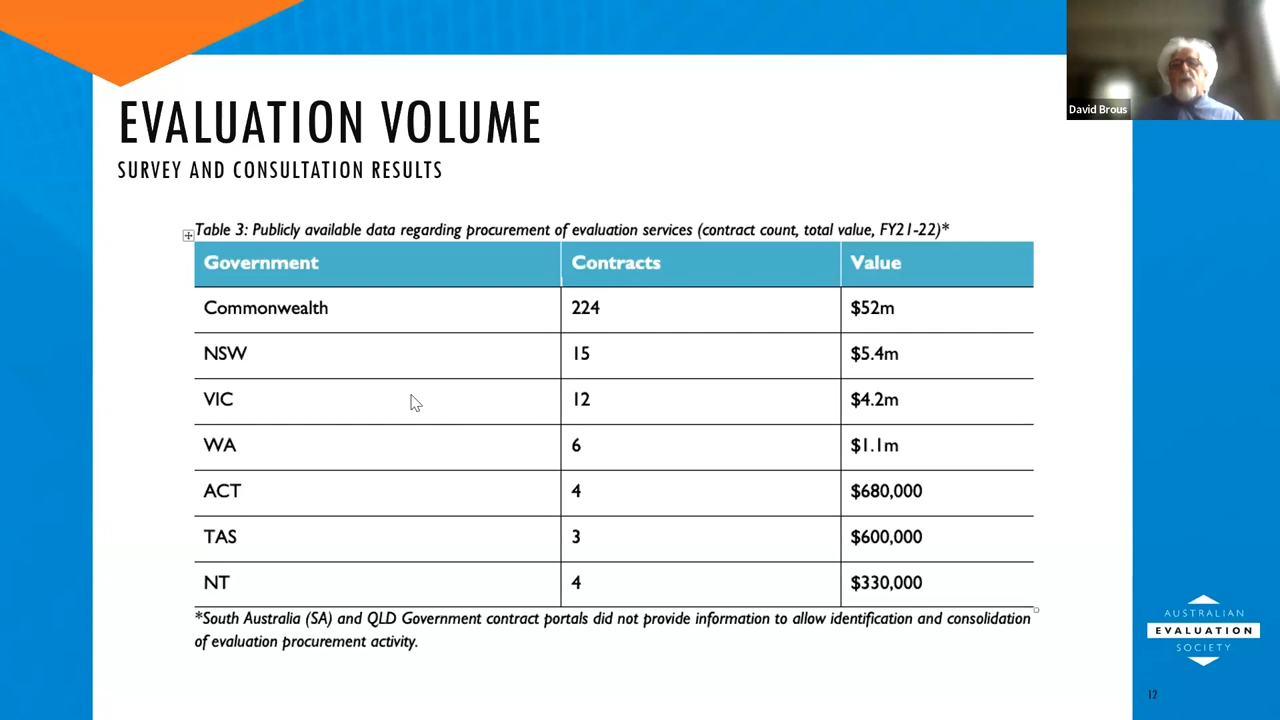 David Brous
EVALUATION VOLUME
SURVEY AND CONSULTATION RESULTS
Table 3: Publicly available data regarding procurement of evaluation services (contract count, total value, FY21-22)*
Government Contracts Value
Commonwealth 224 $52m
NSW 15 $5.4m
VIC 12 $4.2m
WA 6 $1.1m
ACT 4 $680,000
TAS 3 $600,000
NT 4 $330,000
*South Australia (SA) and QLD Government contract portals did not provide information to allow identification and consolidation
of evaluation procurement activity.
AUSTRALIAN
EVALUATION
SOCIETY
12